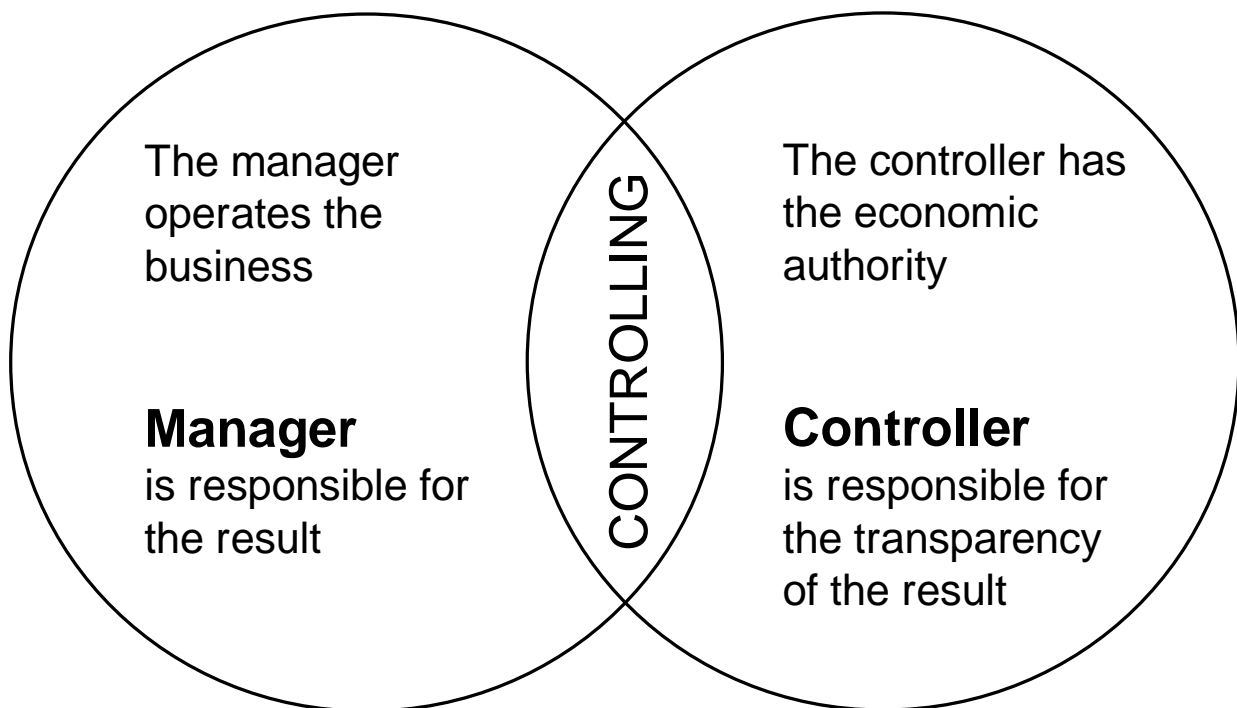 The manager
operates the
business
Manager
is responsible for
the result
CONTROLLING
The controller has
the economic
authority
Controller
is responsible for
the transparency
of the result